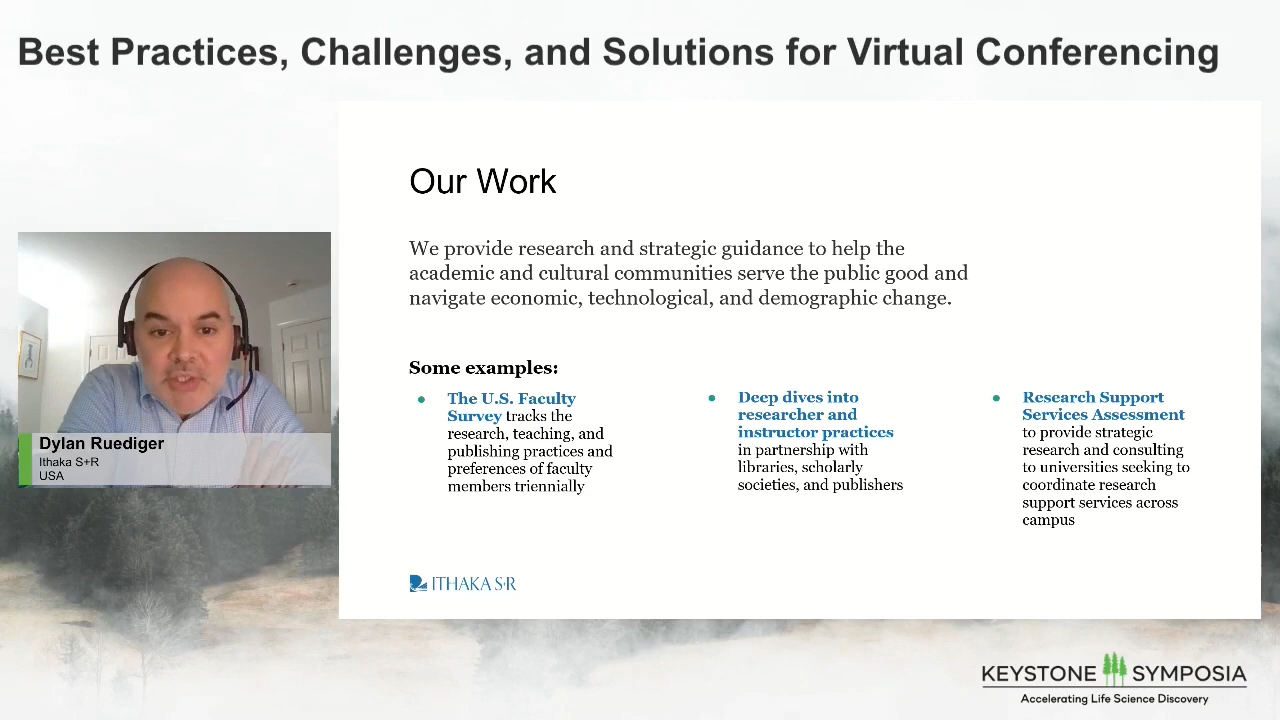 Best Practices, Challenges, and Solutions for Virtual Conferencing
Our Work
We provide research and strategic guidance to help the
academic and cultural communities serve the public good and
navigate economic, technological, and demographic change.
Some examples:
• The U.S. Faculty
Survey tracks the
research, teaching, and
publishing practices and
preferences of faculty
members triennially
• Deep dives into
researcher and
instructor practices
in partnership with
libraries, scholarly
societies, and publishers
• Research Support
Services Assessment
to provide strategic
research and consulting
to universities seeking to
coordinate research
support services across
campus
ITHAKA S+R
Dylan Ruediger
Ithaka S+R
USA
KEYSTONE SYMPOSIA
Accelerating Life Science Discovery